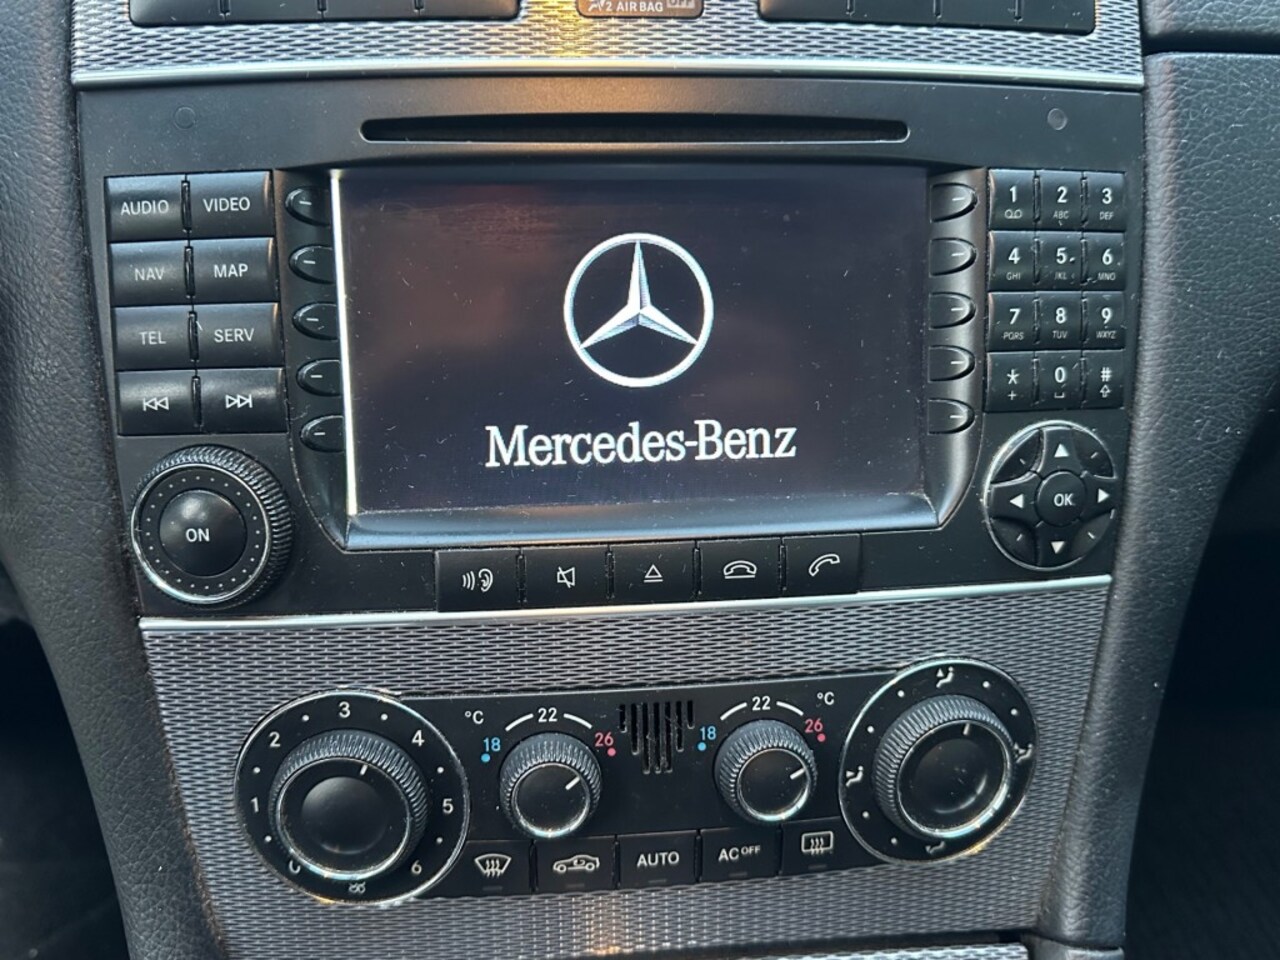 2 AIRBAG OFF
AUDIO VIDEO
NAV MAP
TEL SERV
ON
Mercedes-Benz
1 2 3
ABC DEF
4 5 6
GHI JKL MNO
7 8 9
PQRS TUV WXYZ
* 0 #
+
OK
1 2 3 4 5 6
°C 18 22 26
18 22 26 °C
AUTO
AC OFF